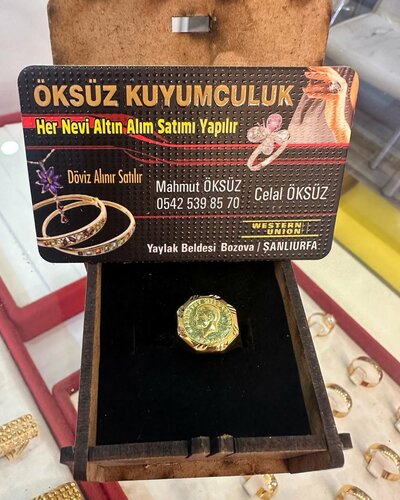 ÖKSÜZ KUYUMCULUK
Her Nevi Altın Alım Satımı Yapılır
Döviz Alınır Satılır
Mahmut ÖKSÜZ
0542 539 85 70
Celal ÖKSÜZ
WESTERN
UNION
Yaylak Beldesi Bozova / ŞANLIURFA